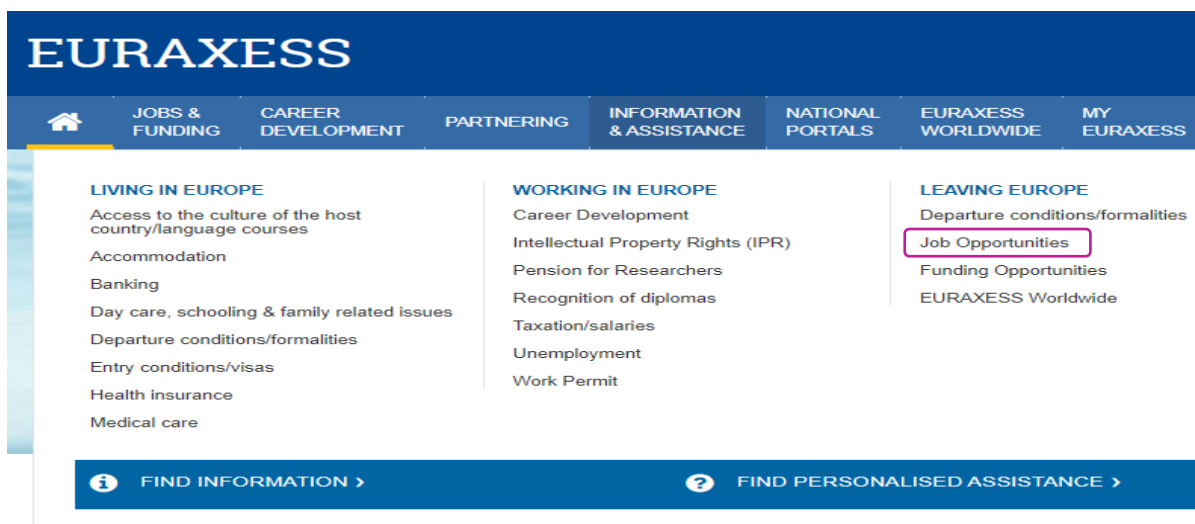 EURAXESS
JOBS &
FUNDING
CAREER
DEVELOPMENT
PARTNERING
INFORMATION
& ASSISTANCE
NATIONAL
PORTALS
EURAXESS
WORLDWIDE
MY
EURAXESS
LIVING IN EUROPE
Access to the culture of the host
country/language courses
Accommodation
Banking
Day care, schooling & family related issues
Departure conditions/formalities
Entry conditions/visas
Health insurance
Medical care
WORKING IN EUROPE
Career Development
Intellectual Property Rights (IPR)
Pension for Researchers
Recognition of diplomas
Taxation/salaries
Unemployment
Work Permit
LEAVING EUROPE
Departure conditions/formalities
Job Opportunities
Funding Opportunities
EURAXESS Worldwide
FIND INFORMATION >
FIND PERSONALISED ASSISTANCE >